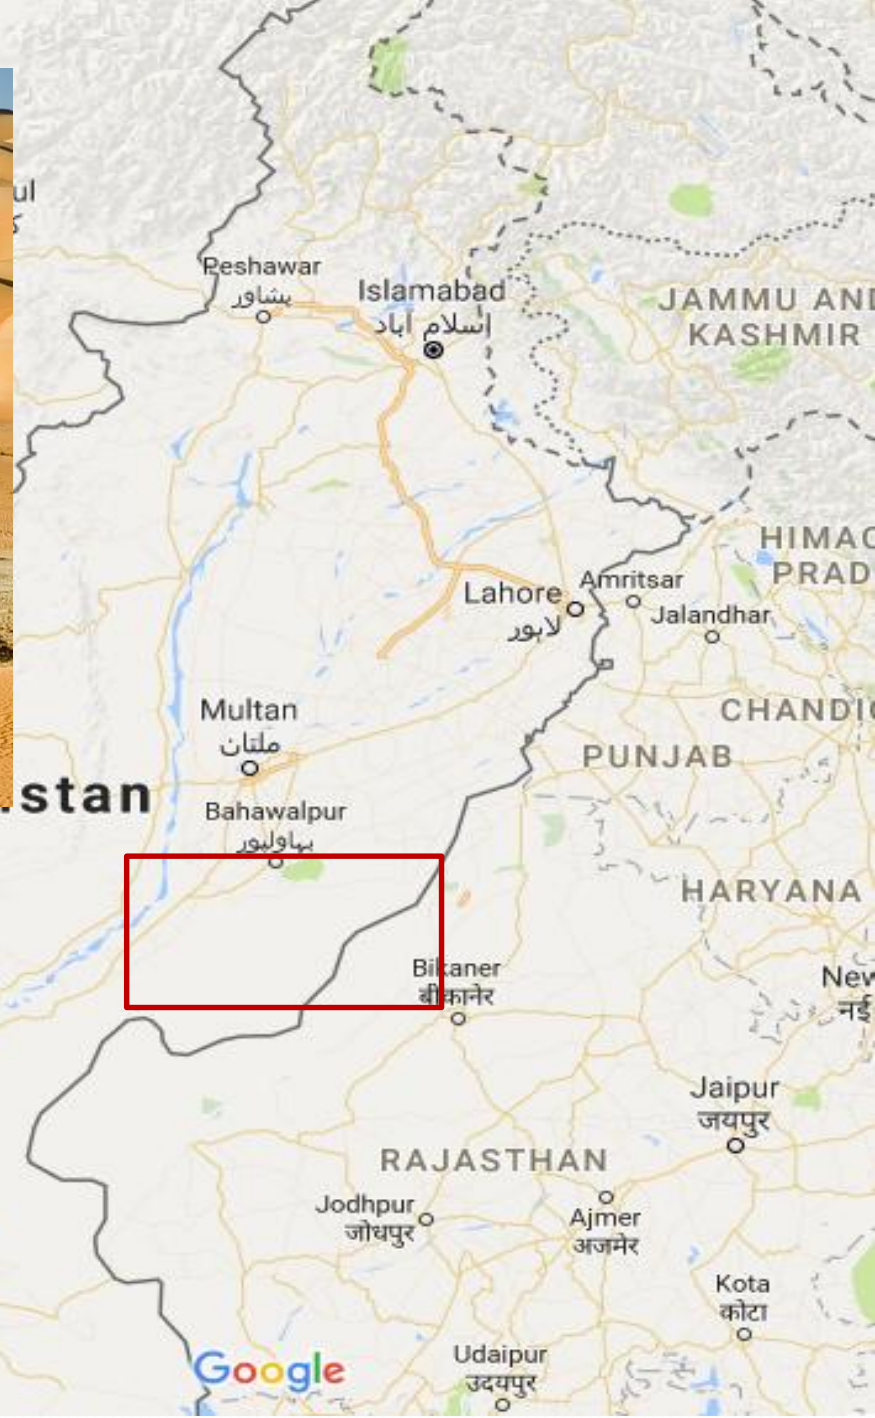 ul
Peshawar
پشاور
Islamabad
اسلام آباد
JAMMU AND
KASHMIR
HIMAC
PRAD
Lahore
لاہور
Amritsar
Jalandhar
Multan
ملتان
CHANDIG
PUNJAB
stan
Bahawalpur
بہاولپور
HARYANA
Bikaner
बीकानेर
New
नई
Jaipur
जयपुर
RAJASTHAN
Jodhpur
जोधपुर
Ajmer
अजमेर
Kota
कोटा
Google
Udaipur
उदयपुर